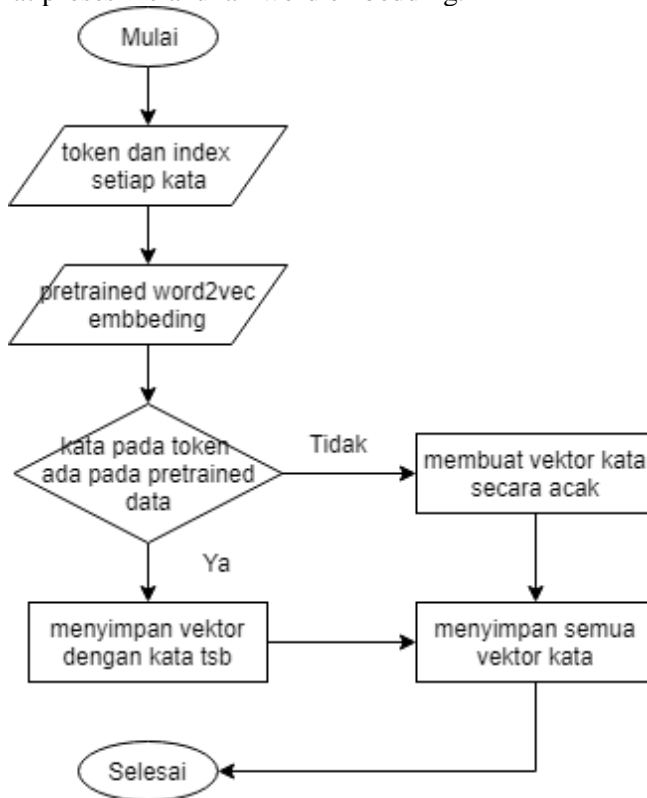 Mulai
token dan index
setiap kata
pretrained word2vec
embbeding
kata pada token
ada pada pretrained
data
Tidak
membuat vektor kata
secara acak
Ya
menyimpan vektor
dengan kata tsb
menyimpan semua
vektor kata
Selesai